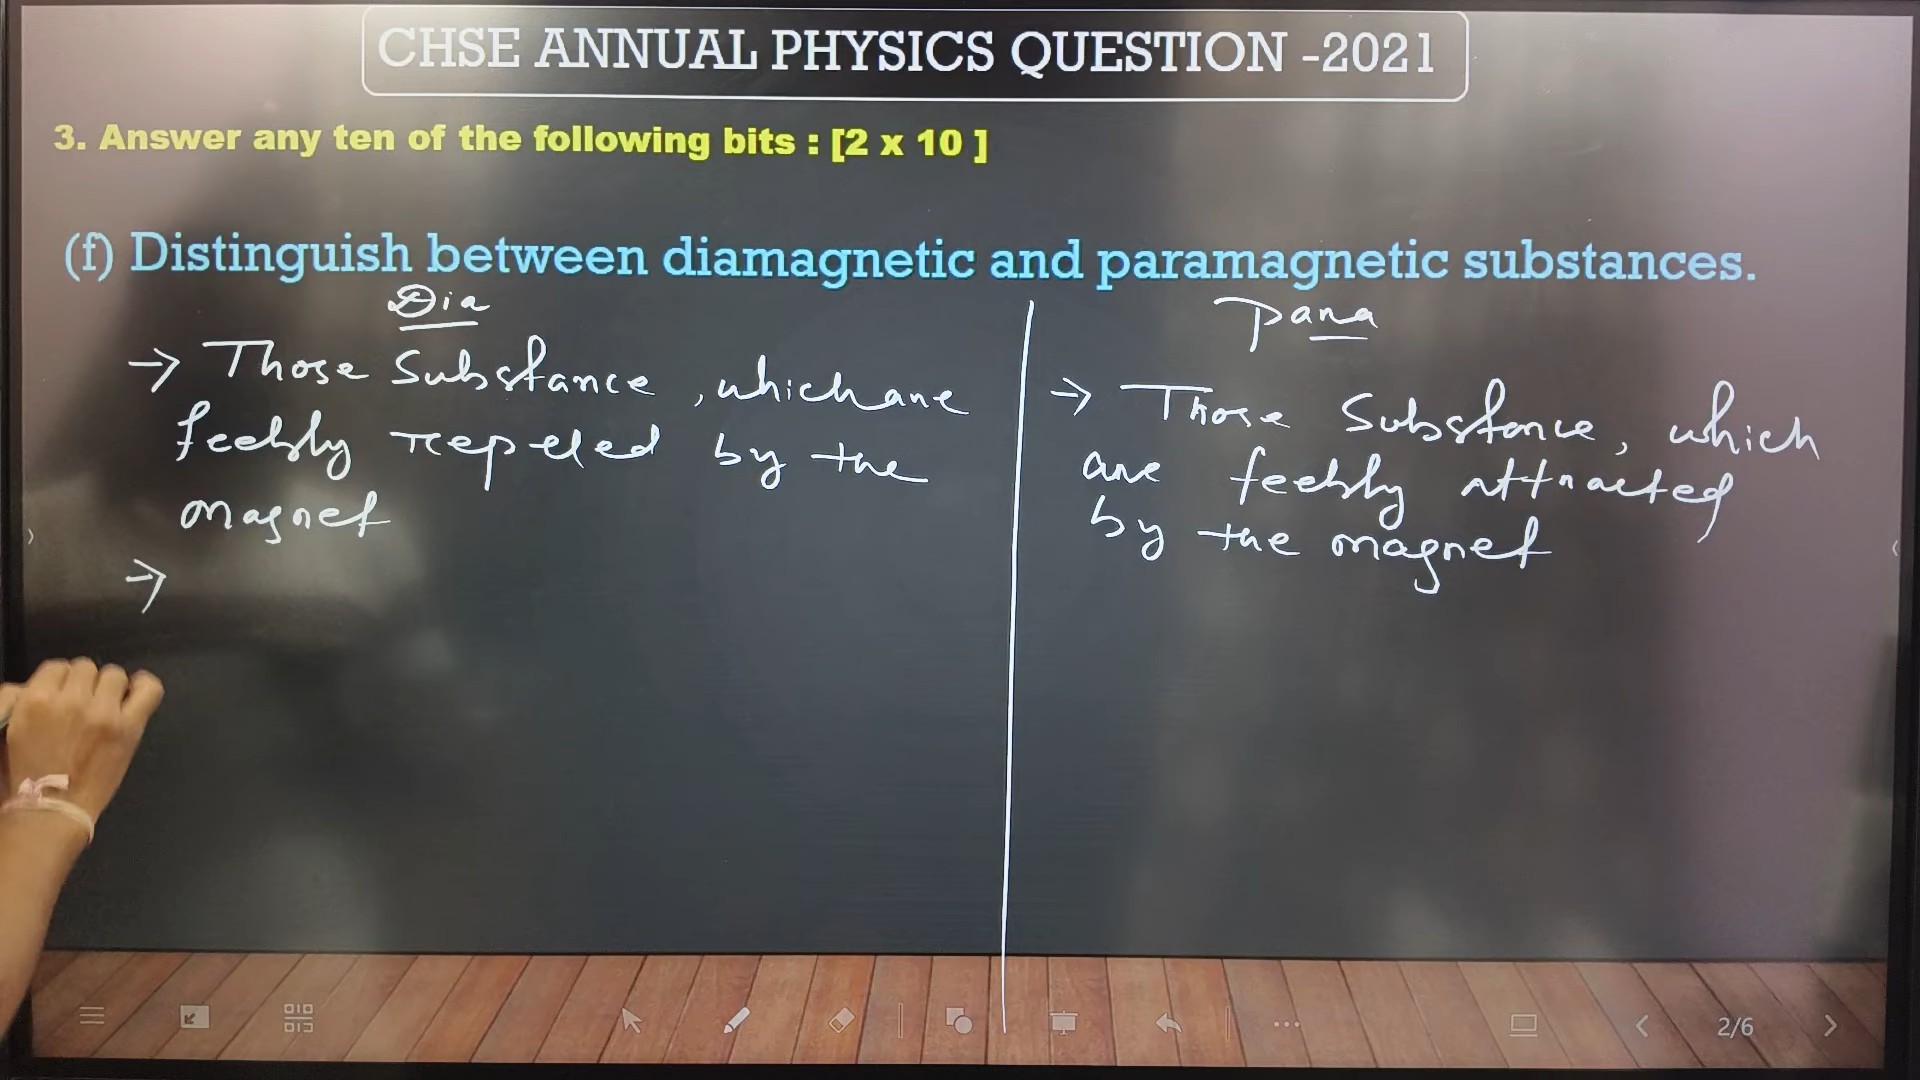 CHSE ANNUAL PHYSICS QUESTION -2021
3. Answer any ten of the following bits : [2 x 10 ]
(f) Distinguish between diamagnetic and paramagnetic substances.
Dia
→ Those Substance, which are
feebly repeled by the
magnet
→
Para
→ Those Substance, which
are feebly attracted
by the magnet
2/6